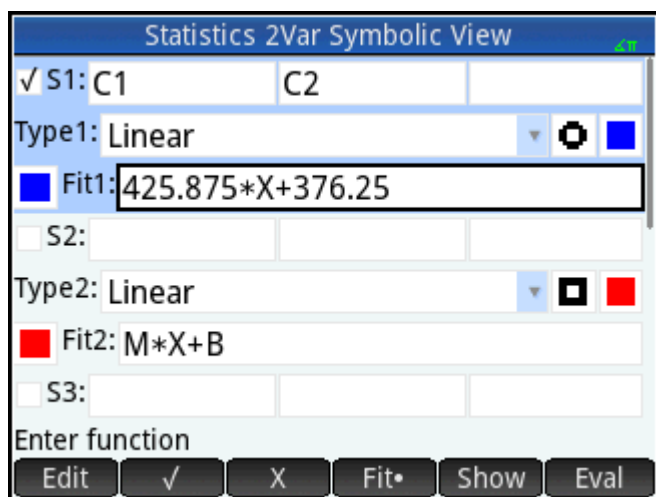 Statistics 2Var Symbolic View ∡π
√ S1: C1 C2
Type1: Linear
Fit1: 425.875*X+376.25
S2:
Type2: Linear
Fit2: M*X+B
S3:
Enter function
Edit √ X Fit• Show Eval